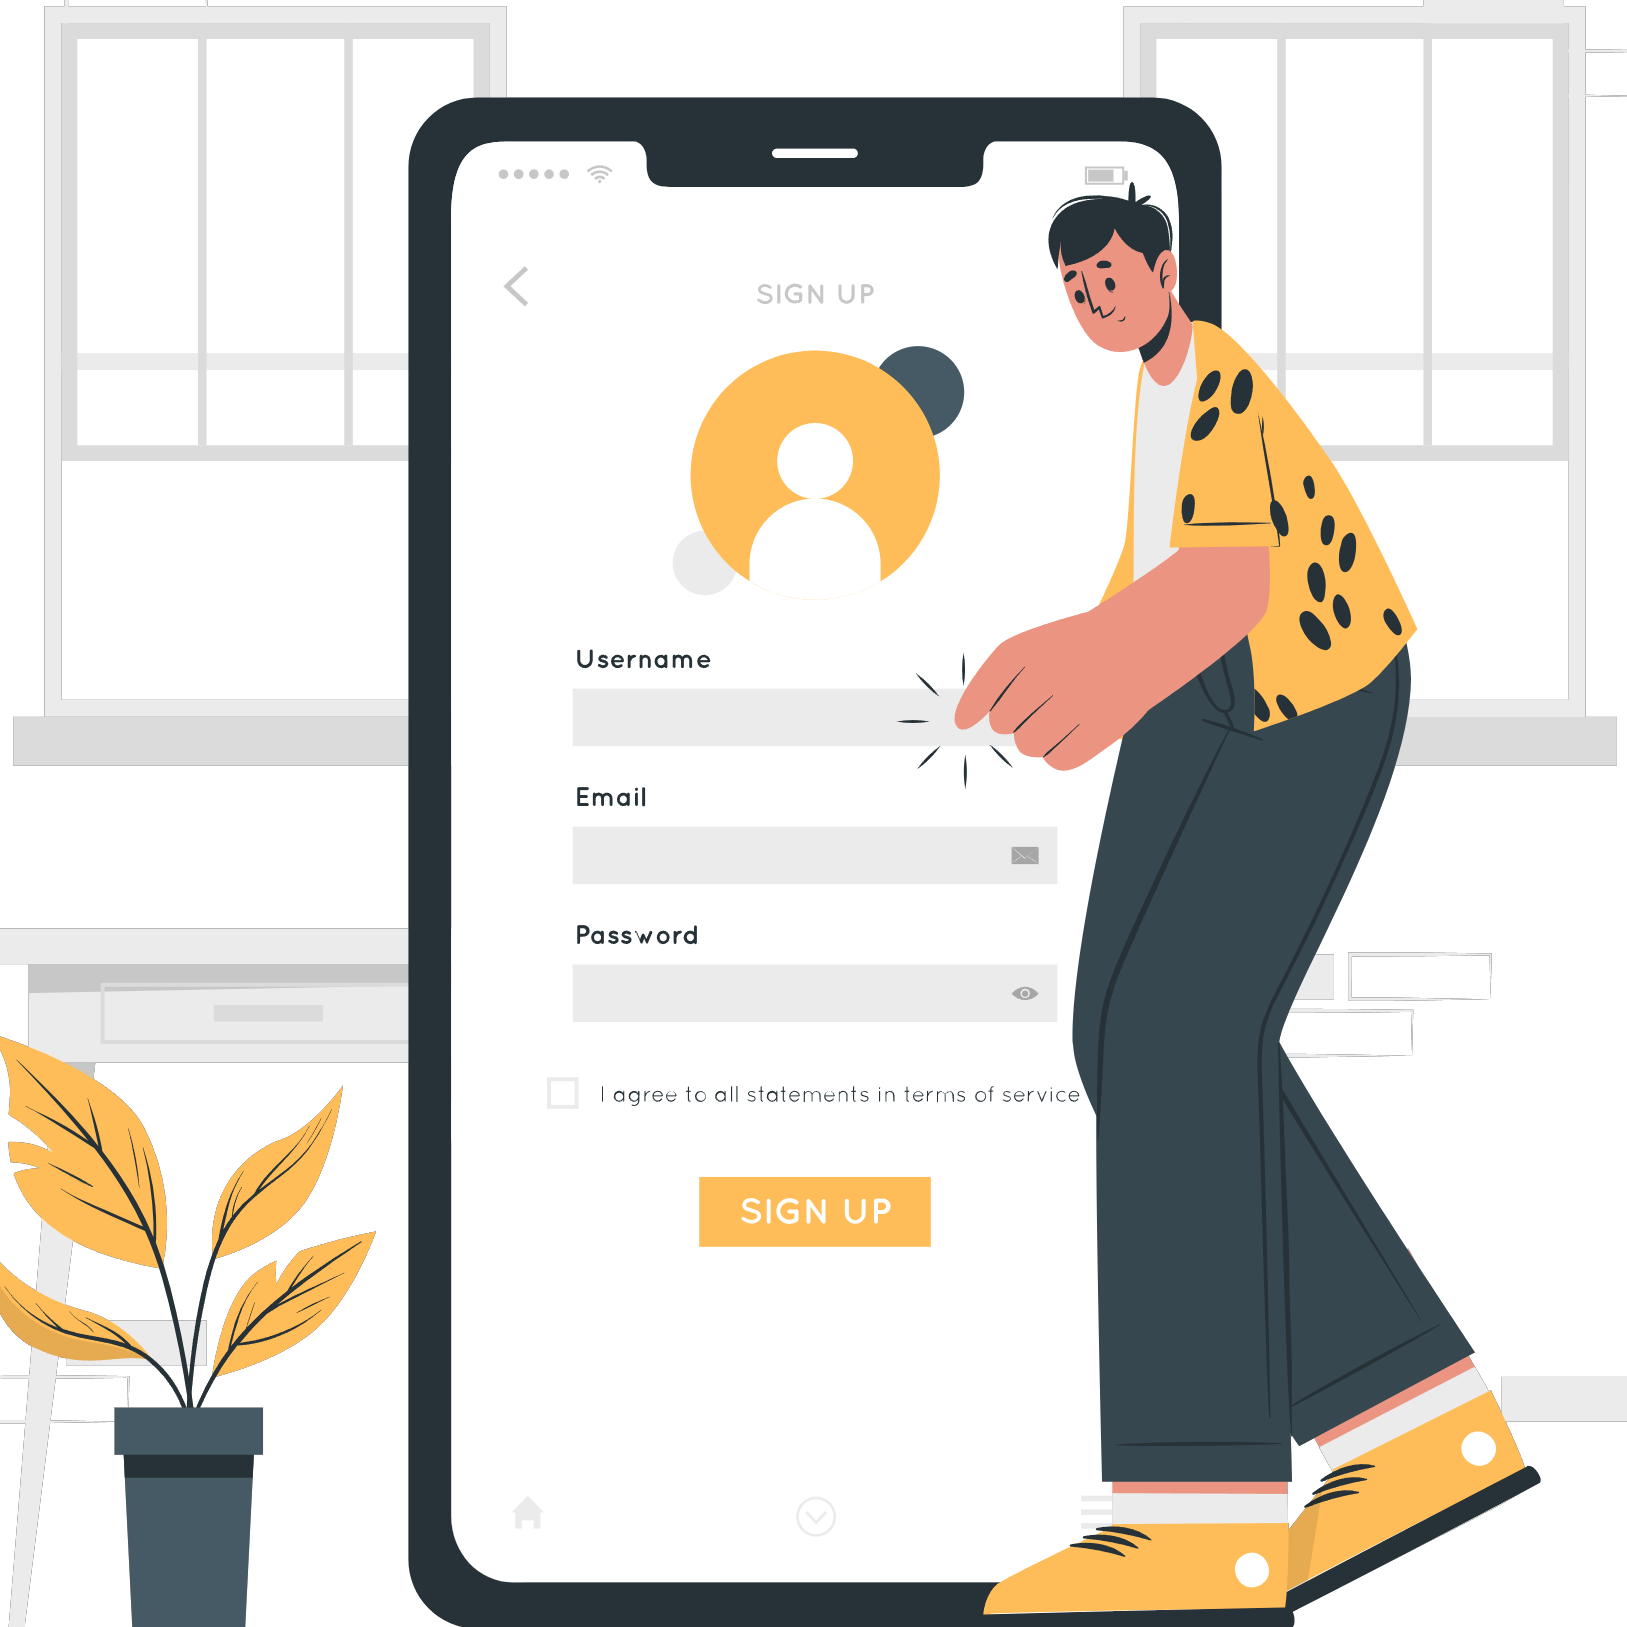 SIGN UP
Username
Email
Password
I agree to all statements in terms of service
SIGN UP